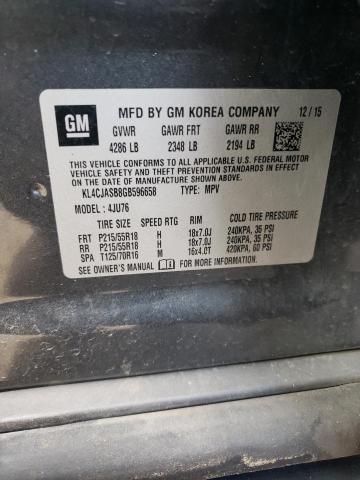 GM
MFD BY GM KOREA COMPANY 12/15
GVWR GAWR FRT GAWR RR
4286 LB 2348 LB 2194 LB
THIS VEHICLE CONFORMS TO ALL APPLICABLE U.S. FEDERAL MOTOR
VEHICLE SAFETY, BUMPER, AND THEFT PREVENTION STANDARDS
IN EFFECT ON THE DATE OF MANUFACTURE SHOWN ABOVE.
KL4CJASB8GB596658 TYPE: MPV
MODEL: 4JU76
TIRE SIZE SPEED RTG RIM COLD TIRE PRESSURE
FRT P215/55R18 H 18x7.0J 240KPA, 35 PSI
RR P215/55R18 H 18x7.0J 240KPA, 35 PSI
SPA T125/70R16 M 16x4.0T 420KPA, 60 PSI
SEE OWNER'S MANUAL FOR MORE INFORMATION